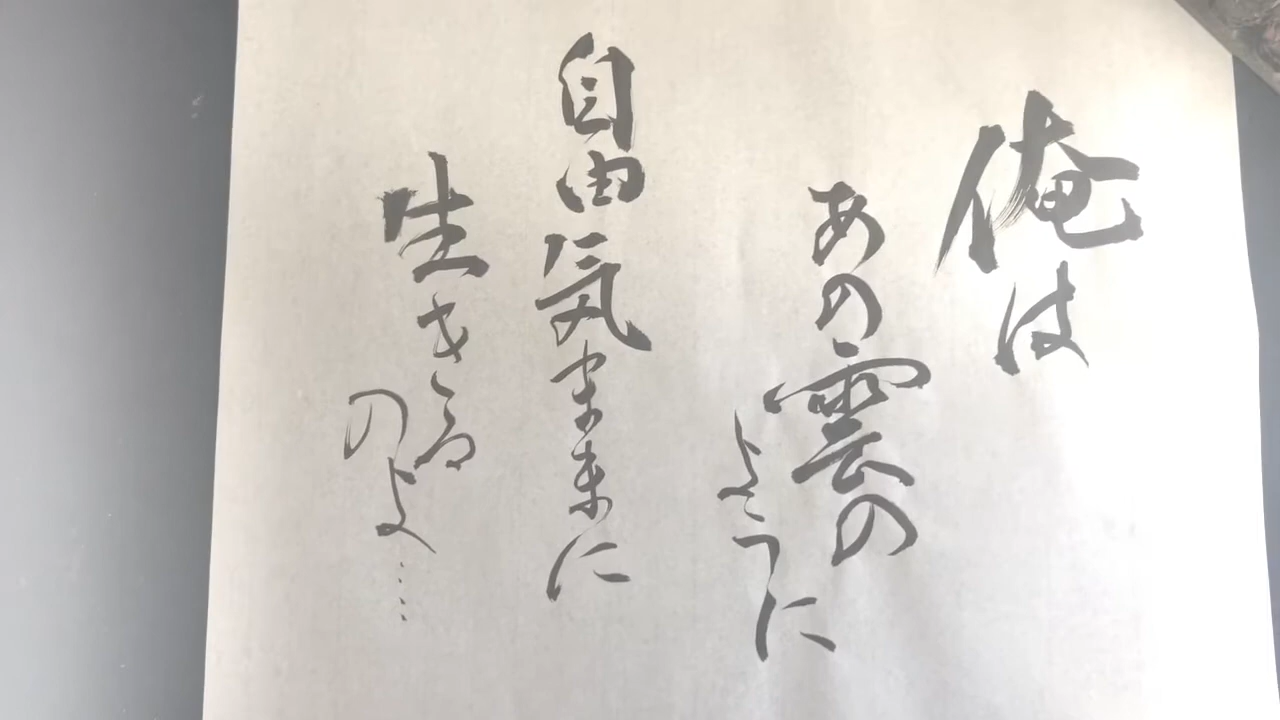 俺は
あの雲の
ように
自由気ままに
生きる
のよ……